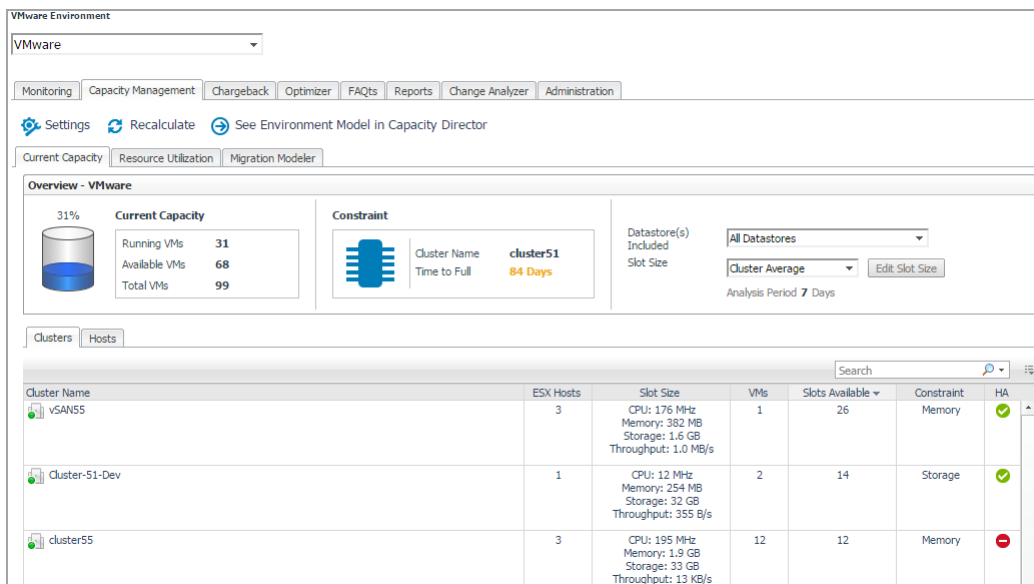 VMware Environment
VMware
Monitoring Capacity Management Chargeback Optimizer FAQts Reports Change Analyzer Administration
Settings Recalculate See Environment Model in Capacity Director
Current Capacity Resource Utilization Migration Modeler
Overview - VMware
31%
Current Capacity
Running VMs 31
Available VMs 68
Total VMs 99
Constraint
Cluster Name cluster51
Time to Full 84 Days
Datastore(s)
Included
All Datastores
Slot Size
Cluster Average
Edit Slot Size
Analysis Period 7 Days
Clusters Hosts
Search
Cluster Name ESX Hosts Slot Size VMs Slots Available Constraint HA
vSAN55 3 CPU: 176 MHz 1 26 Memory
Memory: 382 MB
Storage: 1.6 GB
Throughput: 1.0 MB/s
Cluster-51-Dev 1 CPU: 12 MHz 2 14 Storage
Memory: 254 MB
Storage: 32 GB
Throughput: 355 B/s
cluster55 3 CPU: 195 MHz 12 12 Memory
Memory: 1.9 GB
Storage: 33 GB
Throughput: 13 KB/s